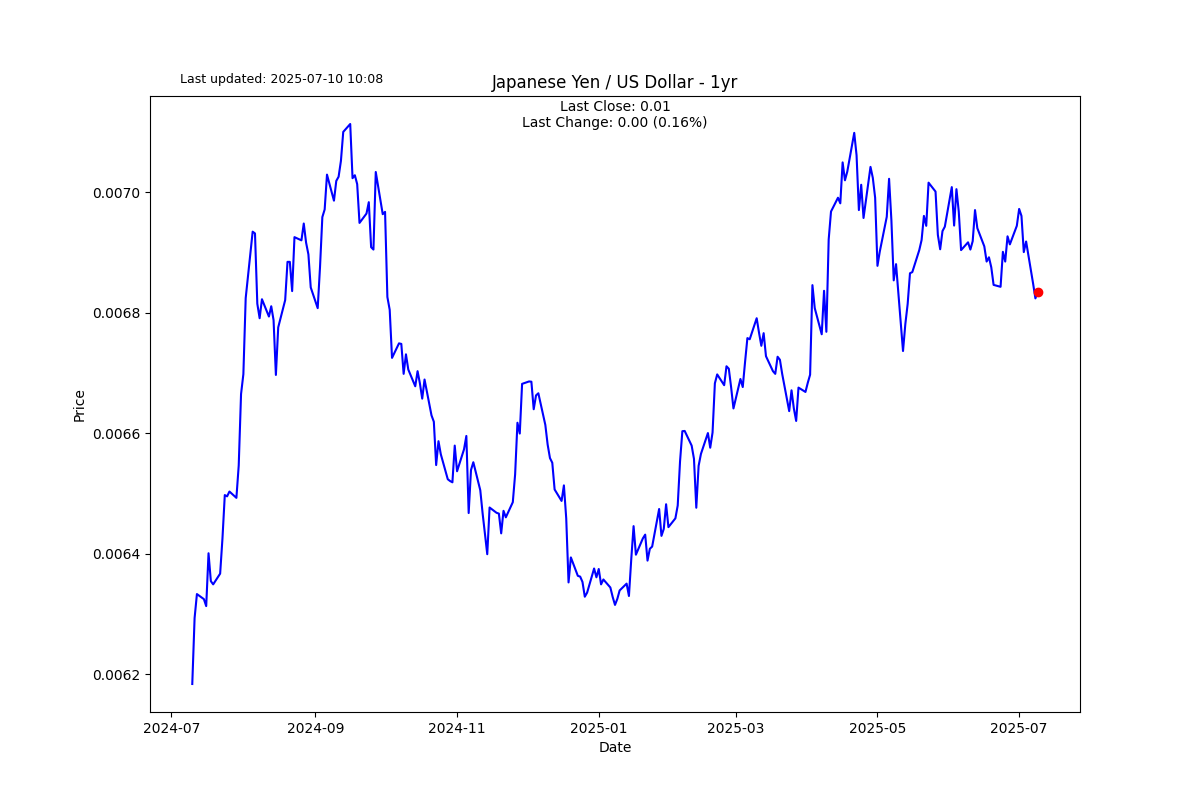 Last updated: 2025-07-10 10:08
Japanese Yen / US Dollar - 1yr
Last Close: 0.01
Last Change: 0.00 (0.16%)
Price
0.0070
0.0068
0.0066
0.0064
0.0062
2024-07 2024-09 2024-11 2025-01 2025-03 2025-05 2025-07
Date